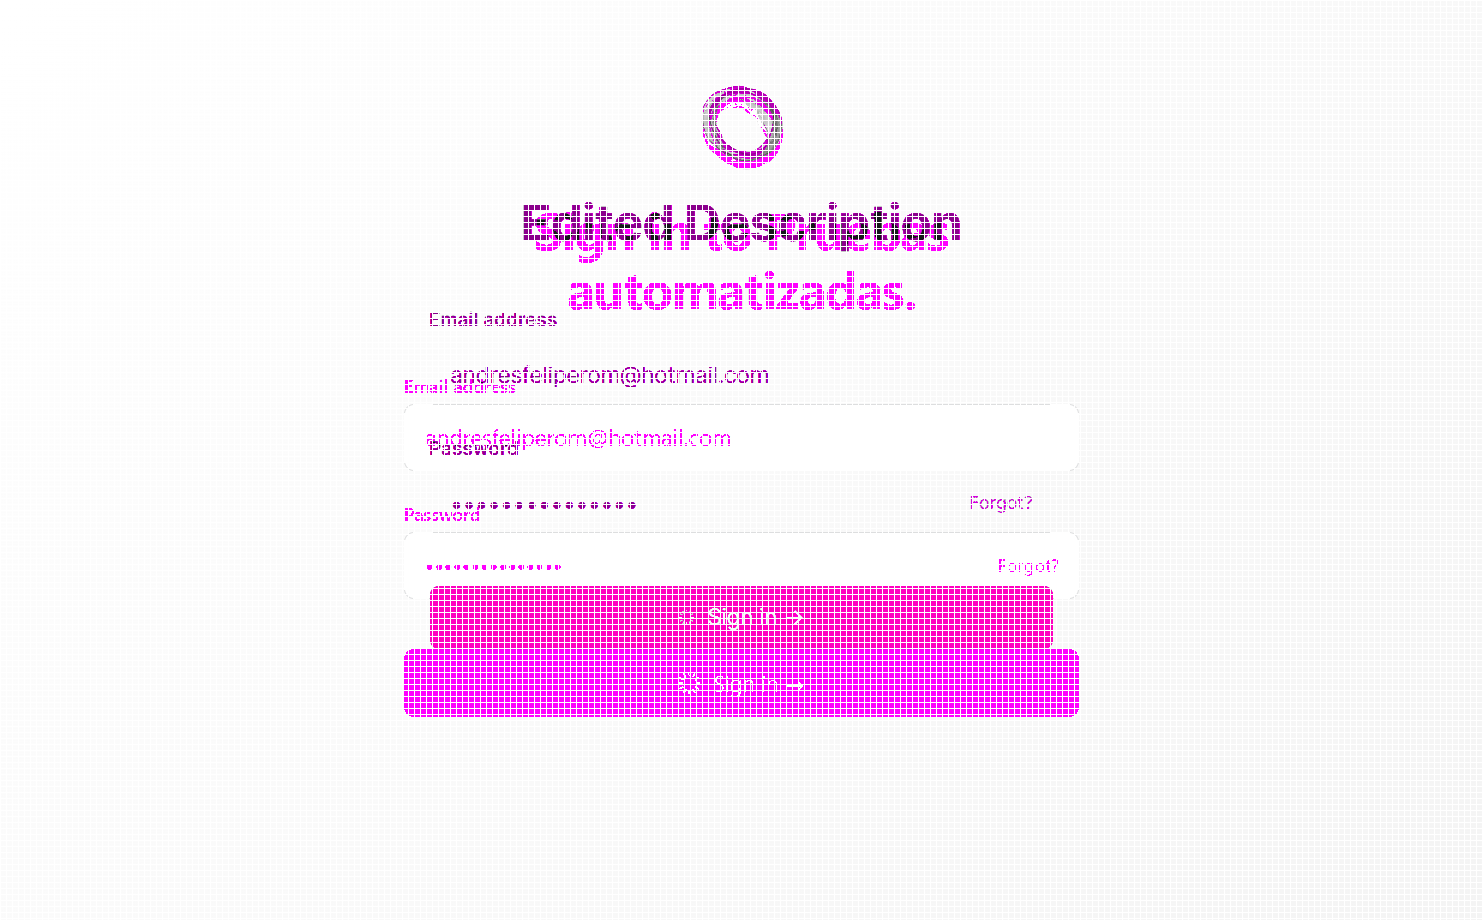 Edited Description
Sign in to Pruebas
automatizadas.
Email address
andresfeliperom@hotmail.com
Email address
andresfeliperom@hotmail.com
Password
••••••••••••••• Forgot?
Password
••••••••••••••• Forgot?
Sign in →
Sign in →